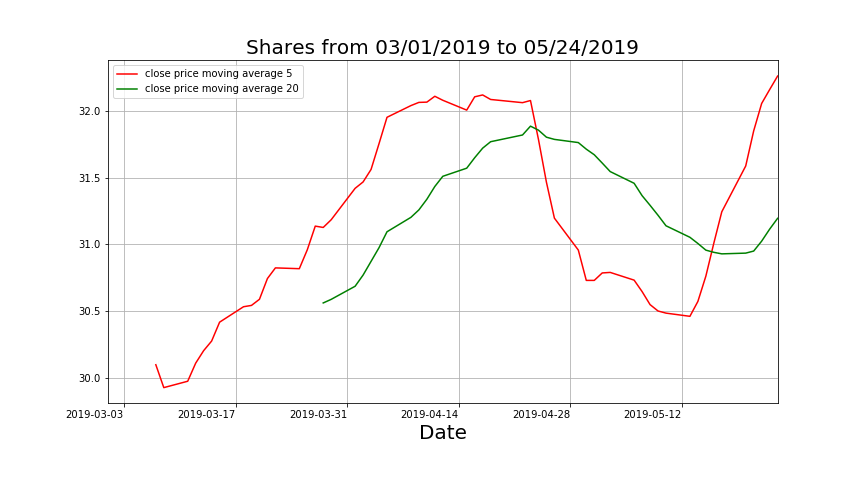 Shares from 03/01/2019 to 05/24/2019
close price moving average 5
close price moving average 20
32.0
31.5
31.0
30.5
30.0
2019-03-03 2019-03-17 2019-03-31 2019-04-14 2019-04-28 2019-05-12
Date